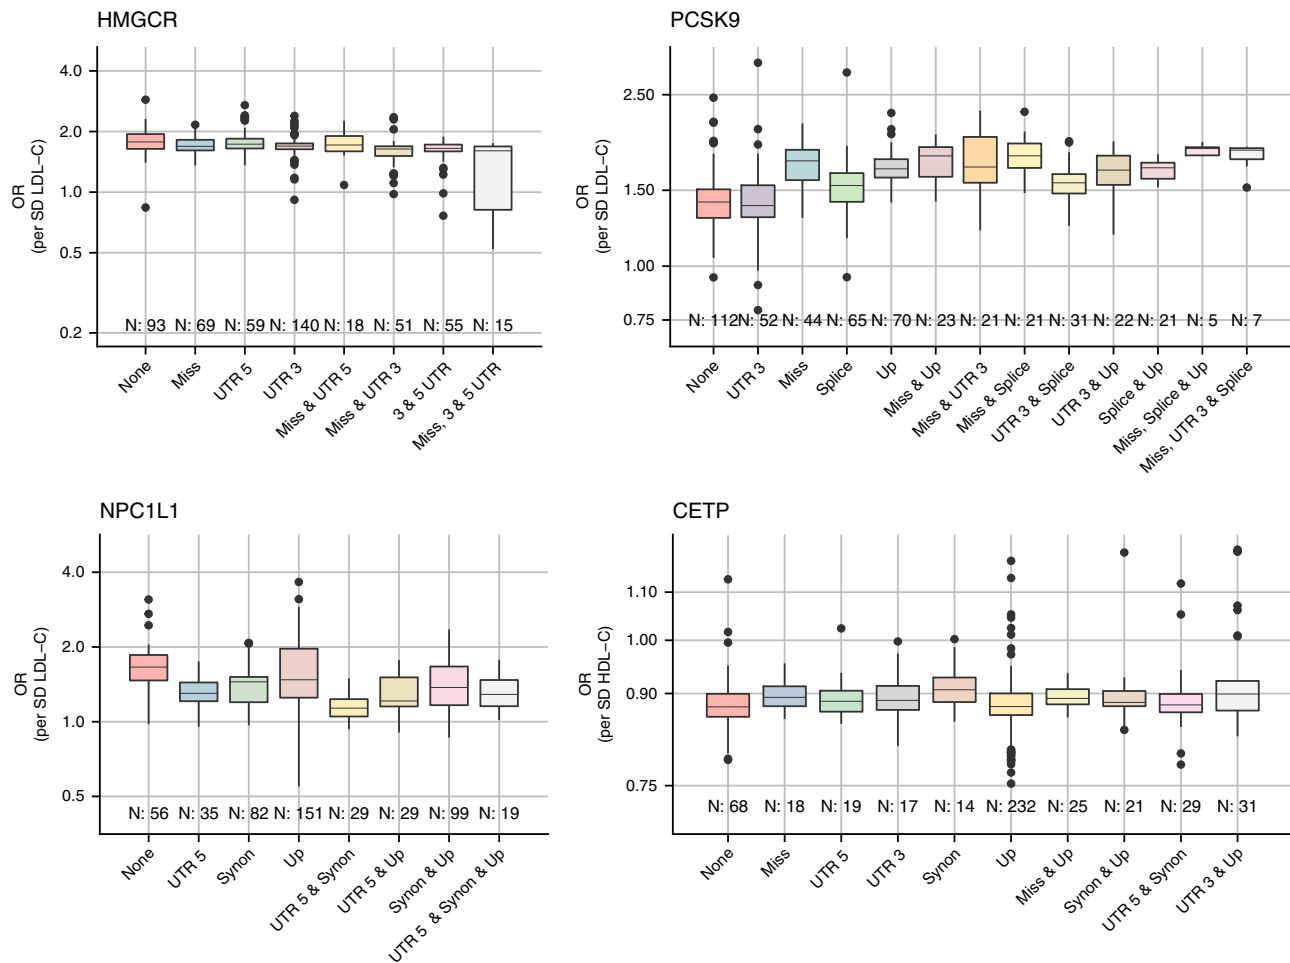 HMGCR
OR
(per SD LDL−C)
4.0
2.0
1.0
0.5
0.2
N: 93 N: 69 N: 59 N: 140 N: 18 N: 51 N: 55 N: 15
None
Miss
UTR 5
UTR 3
Miss & UTR 5
Miss & UTR 3
3 & 5 UTR
Miss, 3 & 5 UTR
PCSK9
OR
(per SD LDL−C)
2.50
1.50
1.00
0.75
N: 112 N: 52 N: 44 N: 65 N: 70 N: 23 N: 21 N: 21 N: 31 N: 22 N: 21 N: 5 N: 7
None
UTR 3
Miss
Splice
Up
Miss & Up
Miss & UTR 3
Miss & Splice
UTR 3 & Splice
UTR 3 & Up
Splice & Up
Miss, Splice & Up
Miss, UTR 3 & Splice
NPC1L1
OR
(per SD LDL−C)
4.0
2.0
1.0
0.5
N: 56 N: 35 N: 82 N: 151 N: 29 N: 29 N: 99 N: 19
None
UTR 5
Synon
Up
UTR 5 & Synon
UTR 5 & Up
Synon & Up
UTR 5 & Synon & Up
CETP
OR
(per SD HDL−C)
1.10
1.00
0.90
0.75
N: 68 N: 18 N: 19 N: 17 N: 14 N: 232 N: 25 N: 21 N: 29 N: 31
None
Miss
UTR 5
UTR 3
Synon
Up
Miss & Up
Synon & Up
UTR 5 & Synon
UTR 3 & Up